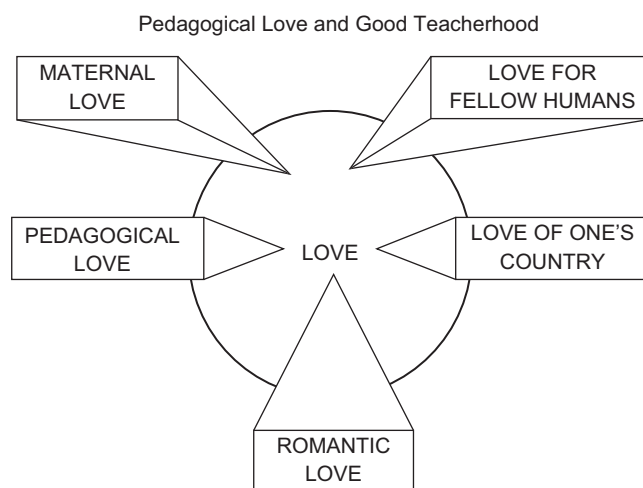 Pedagogical Love and Good Teacherhood
MATERNAL
LOVE
LOVE FOR
FELLOW HUMANS
PEDAGOGICAL
LOVE
LOVE
LOVE OF ONE'S
COUNTRY
ROMANTIC
LOVE